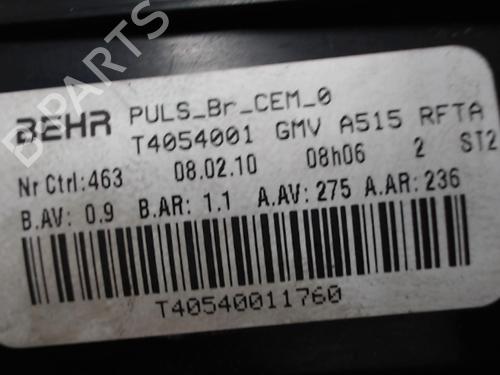 BEHR PULS_Br_CEM_0
T4054001 GMV A515 RFTA
Nr Ctrl:463 08.02.10 08h06 2 ST2
B.AV: 0.9 B.AR: 1.1 A.AV: 275 A.AR: 236
T40540011760
D PARTS